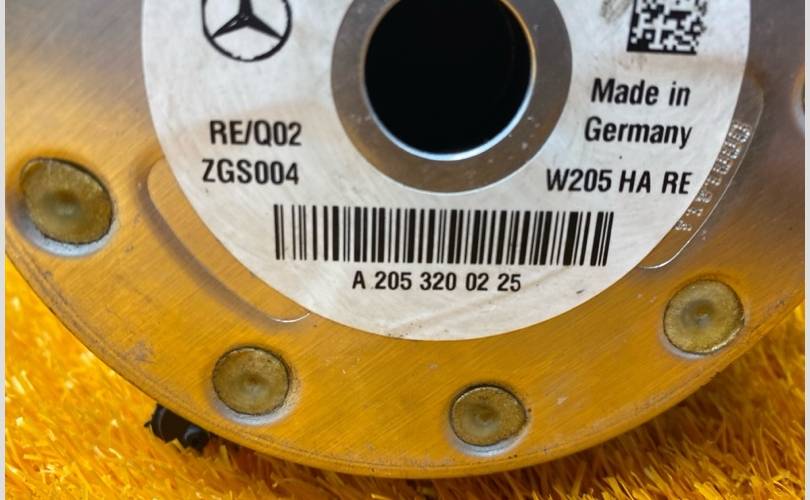 RE/Q02
ZGS004
Made in
Germany
W205 HA RE
A 205 320 02 25